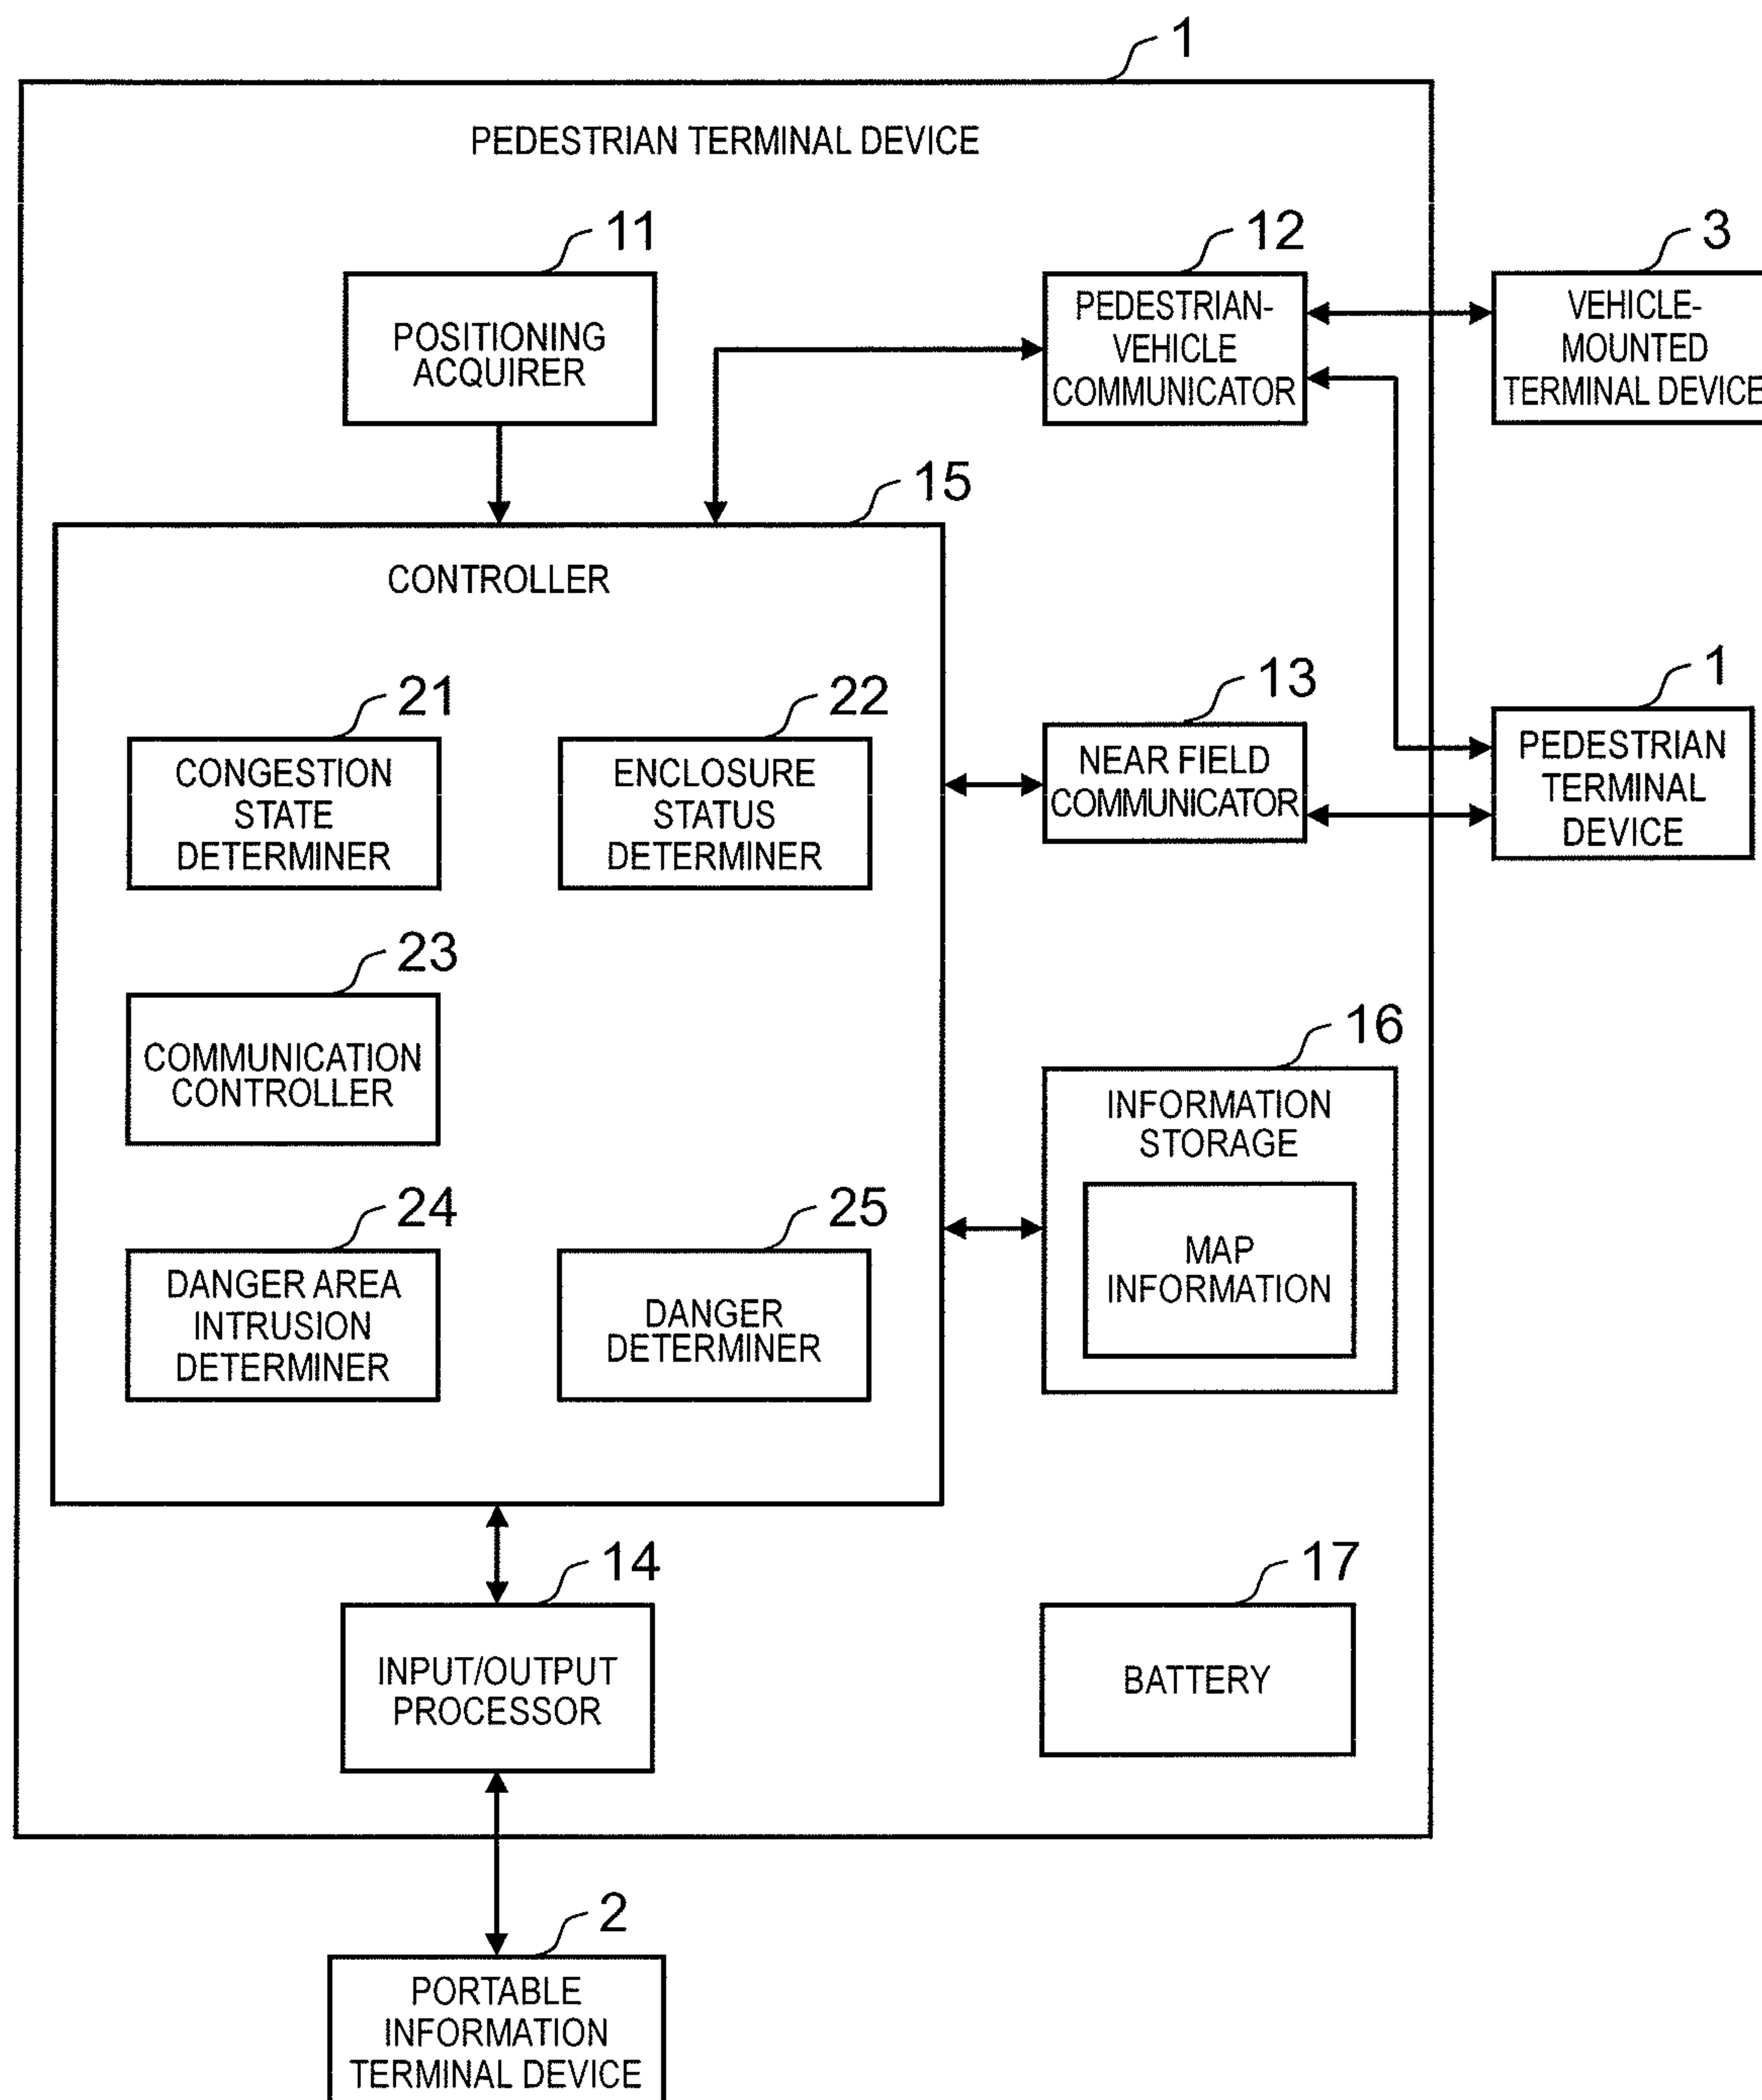 1
PEDESTRIAN TERMINAL DEVICE
11
POSITIONING
ACQUIRER
12
PEDESTRIAN-
VEHICLE
COMMUNICATOR
3
VEHICLE-
MOUNTED
TERMINAL DEVICE
15
CONTROLLER
21
CONGESTION
STATE
DETERMINER
22
ENCLOSURE
STATUS
DETERMINER
13
NEAR FIELD
COMMUNICATOR
1
PEDESTRIAN
TERMINAL
DEVICE
23
COMMUNICATION
CONTROLLER
16
INFORMATION
STORAGE
MAP
INFORMATION
24
DANGER AREA
INTRUSION
DETERMINER
25
DANGER
DETERMINER
14
INPUT/OUTPUT
PROCESSOR
17
BATTERY
2
PORTABLE
INFORMATION
TERMINAL DEVICE